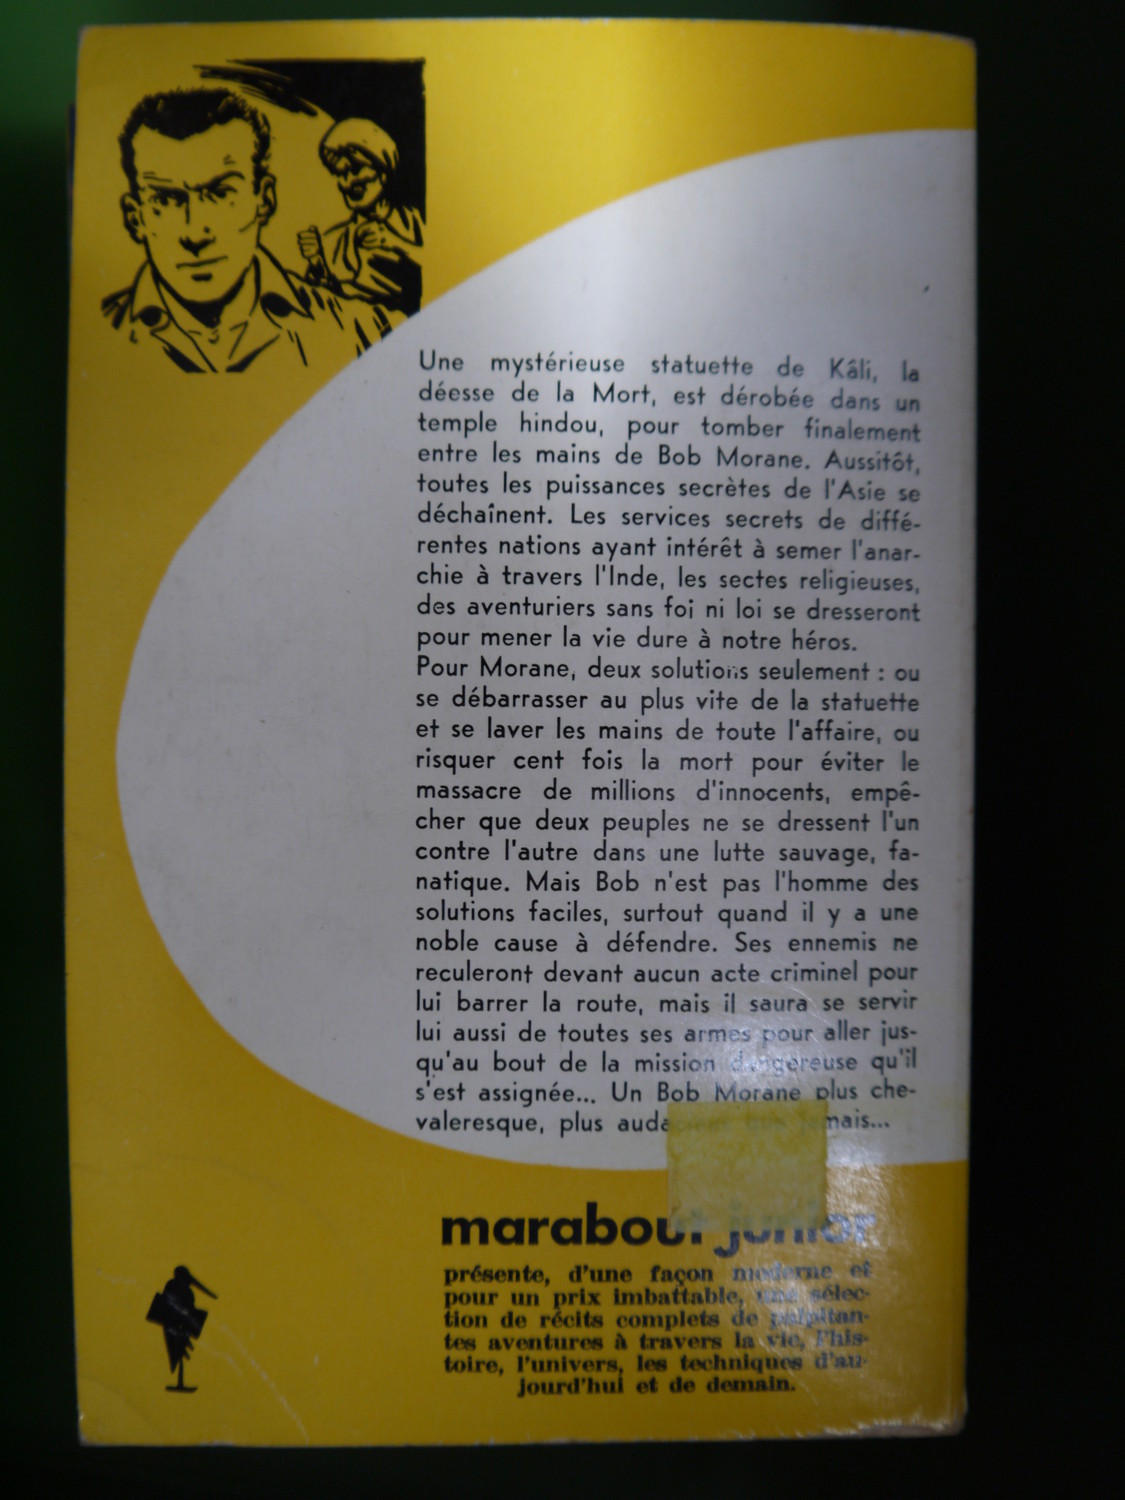 Une mystérieuse statuette de Kâli, la
déesse de la Mort, est dérobée dans un
temple hindou, pour tomber finalement
entre les mains de Bob Morane. Aussitôt,
toutes les puissances secrètes de l'Asie se
déchaînent. Les services secrets de diffé-
rentes nations ayant intérêt à semer l'anar-
chie à travers l'Inde, les sectes religieuses,
des aventuriers sans foi ni loi se dresseront
pour mener la vie dure à notre héros.
Pour Morane, deux solutions seulement : ou
se débarrasser au plus vite de la statuette
et se laver les mains de toute l'affaire, ou
risquer cent fois la mort pour éviter le
massacre de millions d'innocents, empê-
cher que deux peuples ne se dressent l'un
contre l'autre dans une lutte sauvage, fa-
natique. Mais Bob n'est pas l'homme des
solutions faciles, surtout quand il y a une
noble cause à défendre. Ses ennemis ne
reculeront devant aucun acte criminel pour
lui barrer la route, mais il saura se servir
lui aussi de toutes ses armes pour aller jus-
qu'au bout de la mission dangereuse qu'il
s'est assignée... Un Bob Morane plus che-
valeresque, plus audacieux que jamais...
marabout junior
présente, d'une façon moderne et
pour un prix imbattable, une sélec-
tion de récits complets de palpitan-
tes aventures à travers la vie, l'his-
toire, l'univers, les techniques d'au-
jourd'hui et de demain.